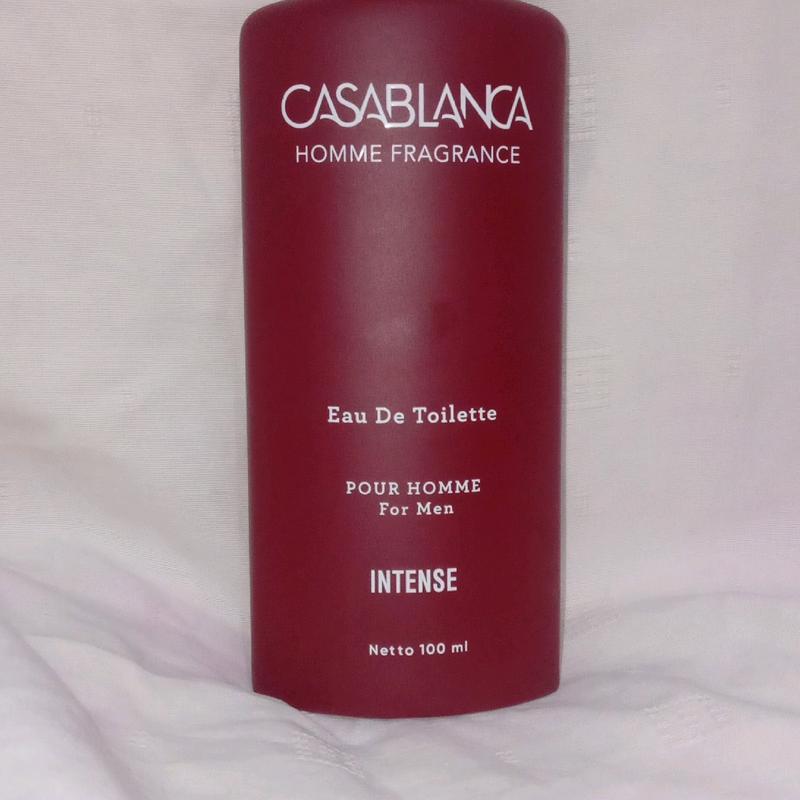 CASABLANCA
HOMME FRAGRANCE
Eau De Toilette
POUR HOMME
For Men
INTENSE
Netto 100 ml